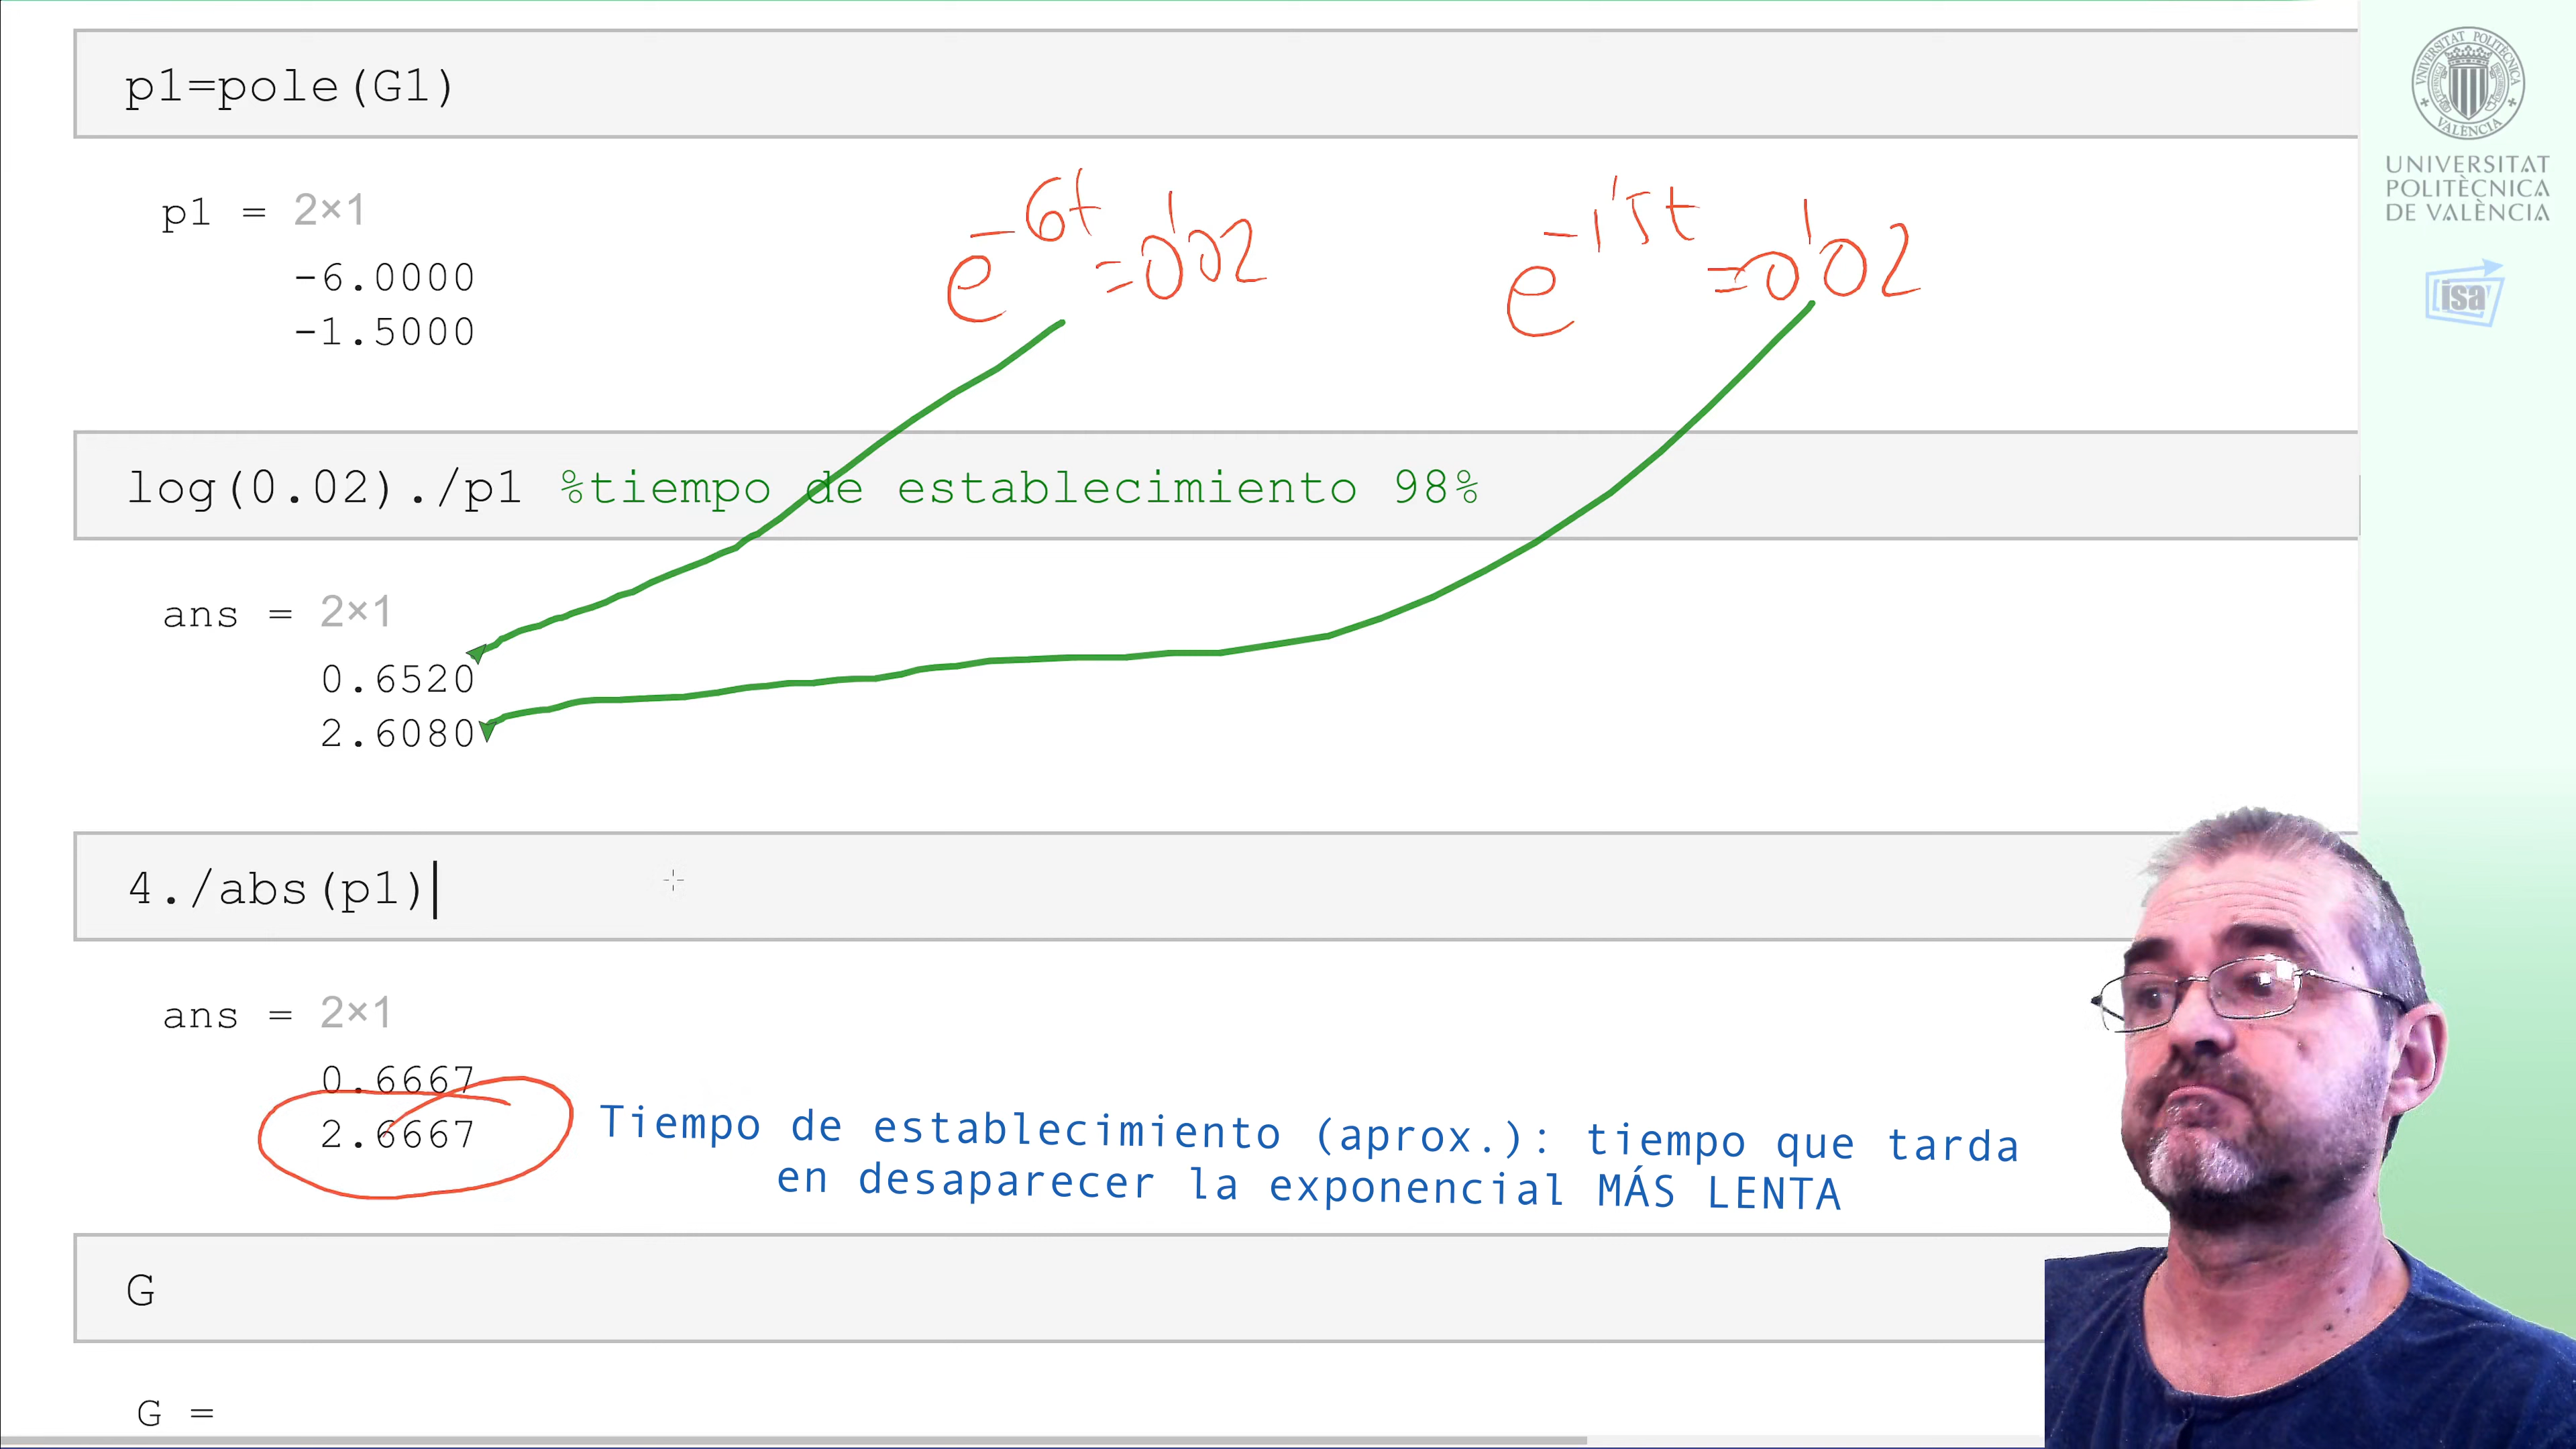 p1=pole(G1)
p1 = 2×1
-6.0000
-1.5000
e^-6t =0'02
e^-1'5t =0'02
log(0.02)./p1 %tiempo de establecimiento 98%
ans = 2×1
0.6520
2.6080
4./abs(p1)
ans = 2×1
0.6667
2.6667
Tiempo de establecimiento (aprox.): tiempo que tarda
en desaparecer la exponencial MÁS LENTA
G
G =
UNIVERSITAT POLITÈCNICA VALÈNCIA
UNIVERSITAT
POLITÈCNICA
DE VALÈNCIA
isa